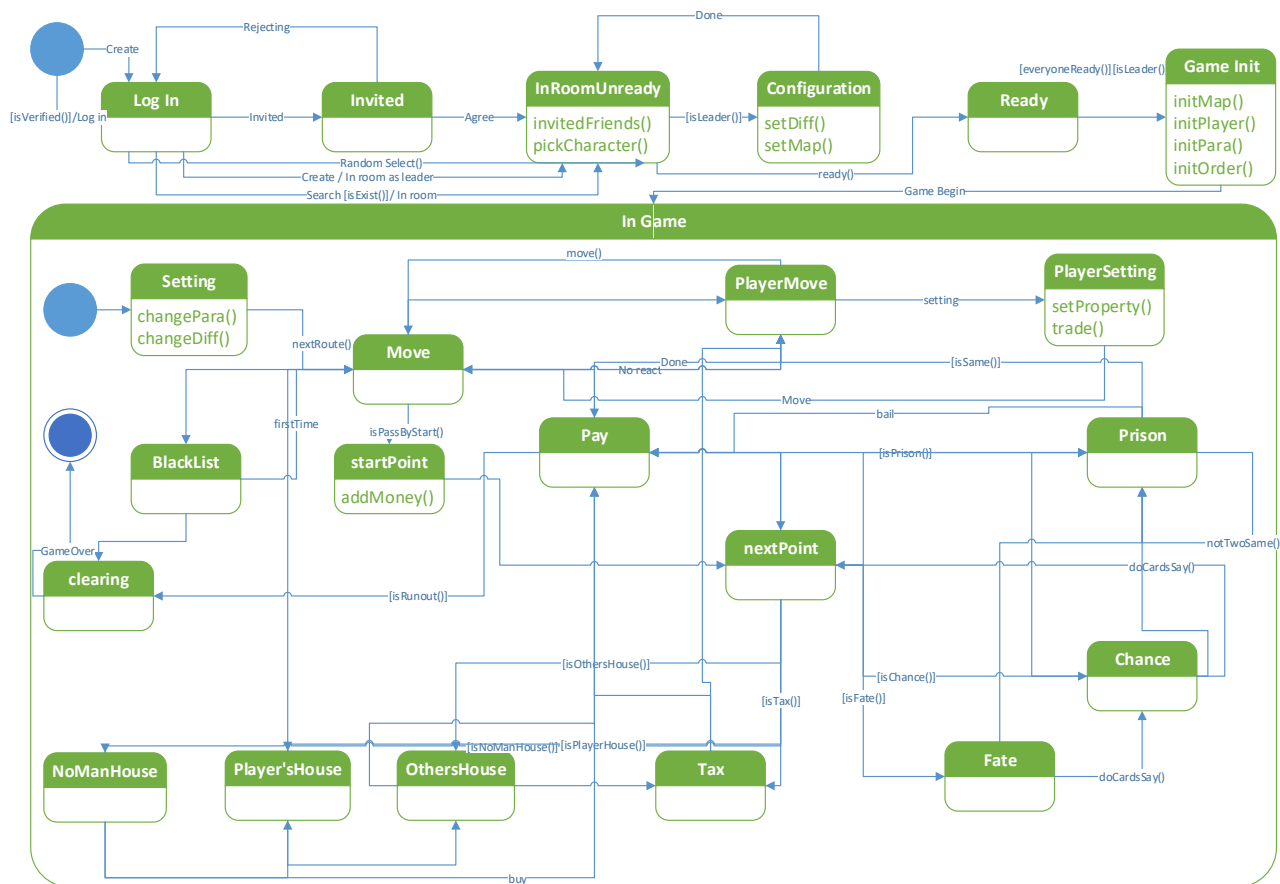 Rejecting
Done
Create
[everyoneReady()][isLeader()
Game Init
Log In
Invited
InRoomUnready
Configuration
Ready
initMap()
initPlayer()
initPara()
initOrder()
[isVerified()]/Log in
Invited
Agree
invitedFriends()
pickCharacter()
[isLeader()]
setDiff()
setMap()
Random Select()
Create / In room as leader
Search [isExist()]/ In room
ready()
Game Begin
In Game
move()
Setting
changePara()
changeDiff()
PlayerMove
PlayerSetting
setProperty()
trade()
setting
nextRoute()
Move
Done
No react
[isSame()]
Move
firstTime
isPassByStart()
bail
BlackList
startPoint
addMoney()
Pay
[isPrison()]
Prison
GameOver
notTwoSame()
nextPoint
clearing
doCardsSay()
[isRunout()]
[isOthersHouse()]
Chance
[isChance()]
[isTax()]
[isFate()]
[isNoManHouse()]
[isPlayerHouse()]
NoManHouse
Player'sHouse
OthersHouse
Tax
Fate
doCardsSay()
buy